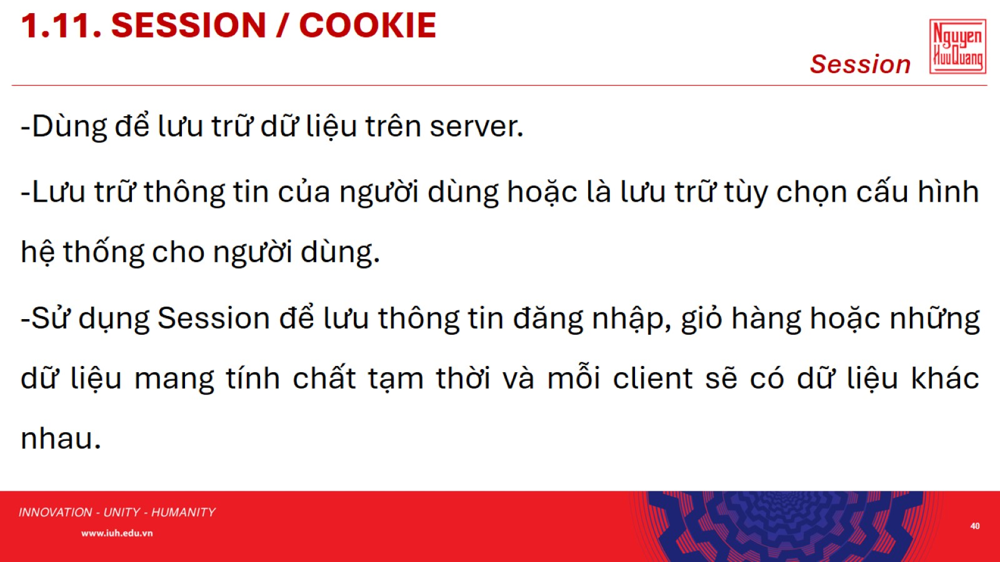 1.11. SESSION / COOKIE
Session
Nguyen
HuuQuang
-Dùng để lưu trữ dữ liệu trên server.
-Lưu trữ thông tin của người dùng hoặc là lưu trữ tùy chọn cấu hình
hệ thống cho người dùng.
-Sử dụng Session để lưu thông tin đăng nhập, giỏ hàng hoặc những
dữ liệu mang tính chất tạm thời và mỗi client sẽ có dữ liệu khác
nhau.
INNOVATION - UNITY - HUMANITY
www.iuh.edu.vn
40